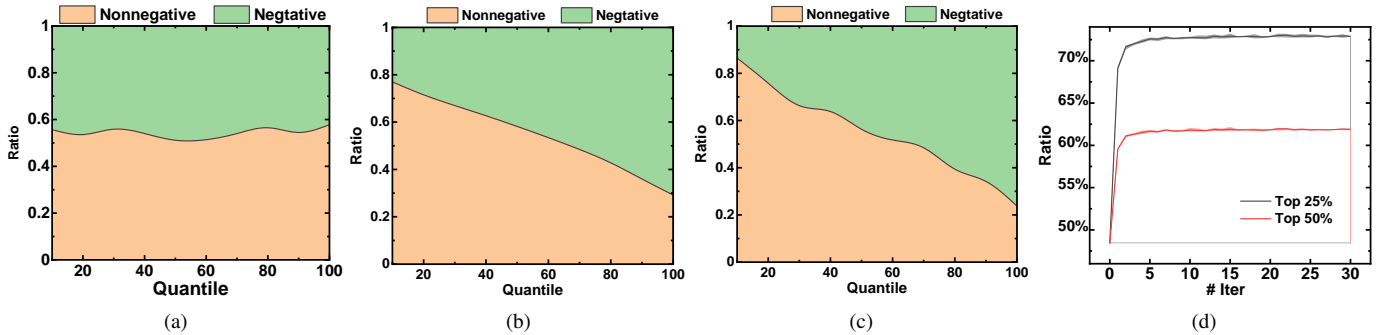 Nonnegative Negtative
1
0.8
0.6
0.4
0.2
0
Ratio
20 40 60 80 100
Quantile
(a)
Nonnegative Negtative
1
0.8
0.6
0.4
0.2
0
Ratio
20 40 60 80 100
Quantile
(b)
Nonnegative Negtative
1
0.8
0.6
0.4
0.2
0
Ratio
20 40 60 80 100
Quantile
(c)
70%
65%
60%
55%
50%
Ratio
Top 25%
Top 50%
0 5 10 15 20 25 30
# Iter
(d)